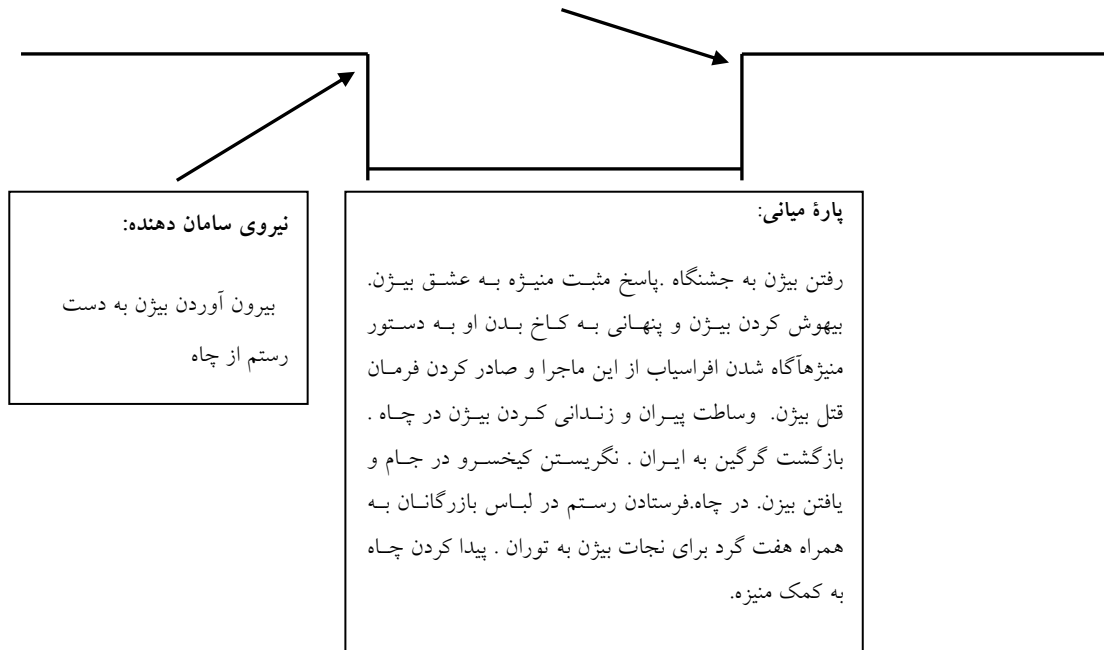 پارۀ میانی:
رفتن بیژن به جشنگاه .پاسخ مثبت منیژه به عشق بیژن.
بیهوش کردن بیژن و پنهانی به کاخ بدن او به دستور
منیژهآگاه شدن افراسیاب از این ماجرا و صادر کردن فرمان
قتل بیژن. وساطت پیران و زندانی کردن بیژن در چاه .
بازگشت گرگین به ایران . نگریستن کیخسرو در جام و
یافتن بیزن. در چاه.فرستادن رستم در لباس بازرگانان به
همراه هفت گرد برای نجات بیژن به توران . پیدا کردن چاه
به کمک منیزه.
نیروی سامان دهنده:
بیرون آوردن بیژن به دست
رستم از چاه